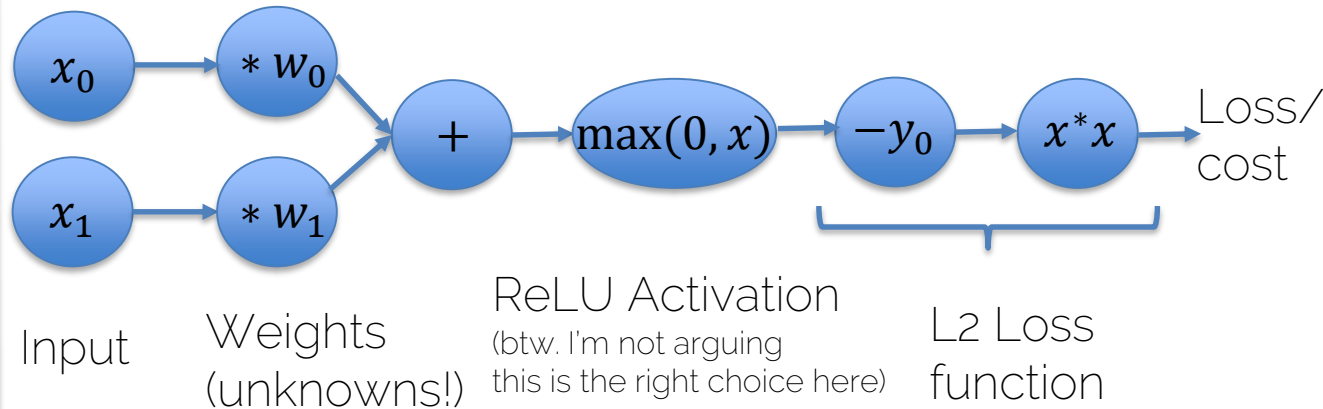 x₀
* w₀
x₁
* w₁
+
max(0, x)
−y₀
x*x
Loss/
cost
Input
Weights
(unknowns!)
ReLU Activation
(btw. I'm not arguing
this is the right choice here)
L2 Loss
function